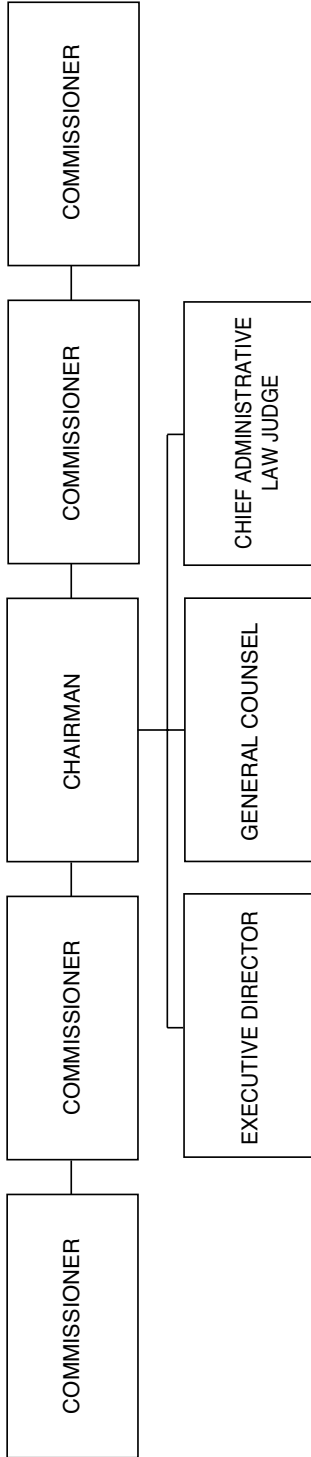 COMMISSIONER
COMMISSIONER
CHAIRMAN
COMMISSIONER
COMMISSIONER
EXECUTIVE DIRECTOR
GENERAL COUNSEL
CHIEF ADMINISTRATIVE
LAW JUDGE